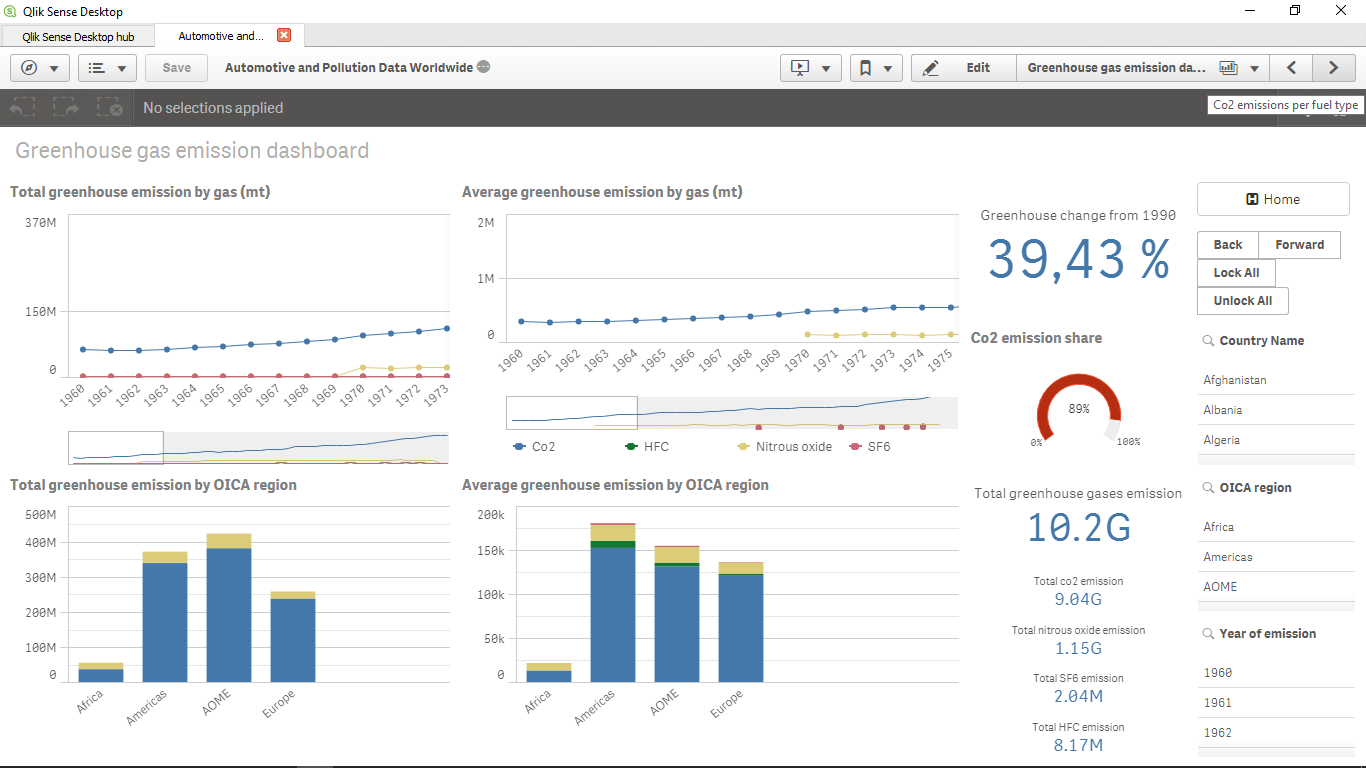 Qlik Sense Desktop
Qlik Sense Desktop hub
Automotive and...
Save
Automotive and Pollution Data Worldwide
Edit
Greenhouse gas emission da...
No selections applied
Co2 emissions per fuel type
Greenhouse gas emission dashboard
Total greenhouse emission by gas (mt)
370M
150M
0
1960 1961 1962 1963 1964 1965 1966 1967 1968 1969 1970 1971 1972 1973
Average greenhouse emission by gas (mt)
2M
1M
0
1960 1961 1962 1963 1964 1965 1966 1967 1968 1969 1970 1971 1972 1973 1974 1975
Co2 HFC Nitrous oxide SF6
Greenhouse change from 1990
39,43 %
Co2 emission share
89%
0% 100%
Home
Back Forward
Lock All
Unlock All
Country Name
Afghanistan
Albania
Algeria
Total greenhouse emission by OICA region
500M
400M
300M
200M
100M
0
Africa Americas AOME Europe
Average greenhouse emission by OICA region
200k
150k
100k
50k
0
Africa Americas AOME Europe
Total greenhouse gases emission
10.2G
Total co2 emission
9.04G
Total nitrous oxide emission
1.15G
Total SF6 emission
2.04M
Total HFC emission
8.17M
OICA region
Africa
Americas
AOME
Year of emission
1960
1961
1962